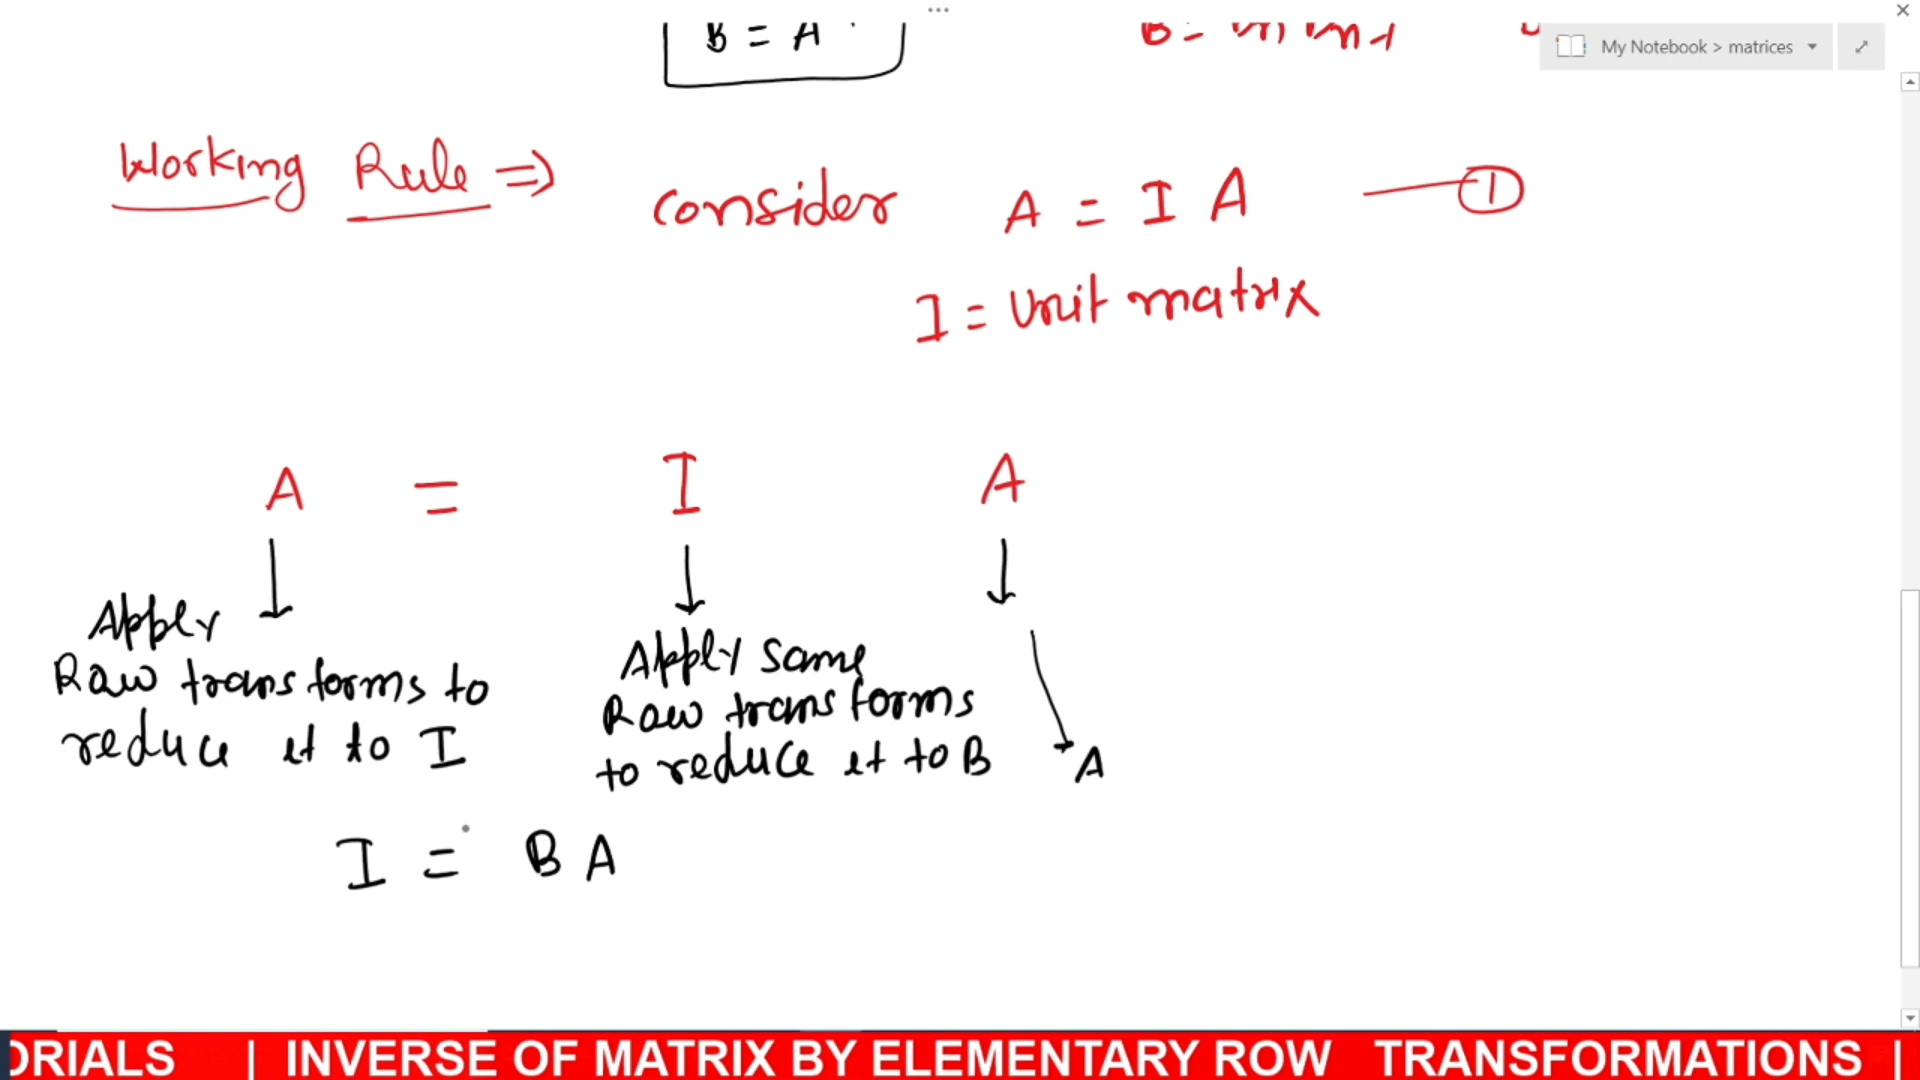 B = A
My Notebook > matrices
Working Rule ⇒ consider A = I A — ①
I = Unit matrix
A = I A
Apply
Raw transforms to
reduce it to I
Apply same
Raw transforms
to reduce it to B
A
I = B A
ORIALS | INVERSE OF MATRIX BY ELEMENTARY ROW TRANSFORMATIONS |